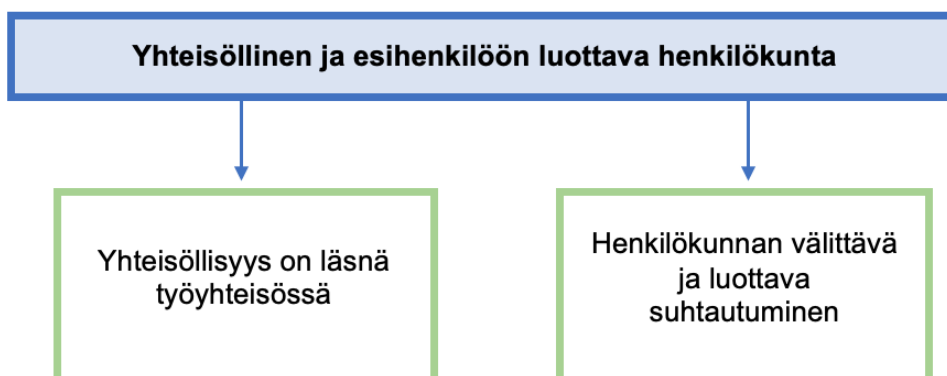 Yhteisöllinen ja esihenkilöön luottava henkilökunta
Yhteisöllisyys on läsnä
työyhteisössä
Henkilökunnan välittävä
ja luottava
suhtautuminen